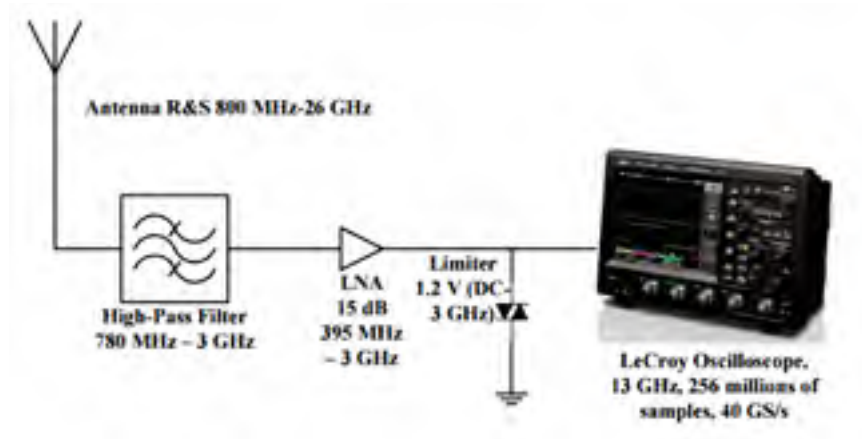 Antenna R&S 800 MHz-26 GHz
High-Pass Filter
780 MHz – 3 GHz
LNA
15 dB
395 MHz
– 3 GHz
Limiter
1.2 V (DC-
3 GHz)
LeCroy Oscilloscope,
13 GHz, 256 millions of
samples, 40 GS/s